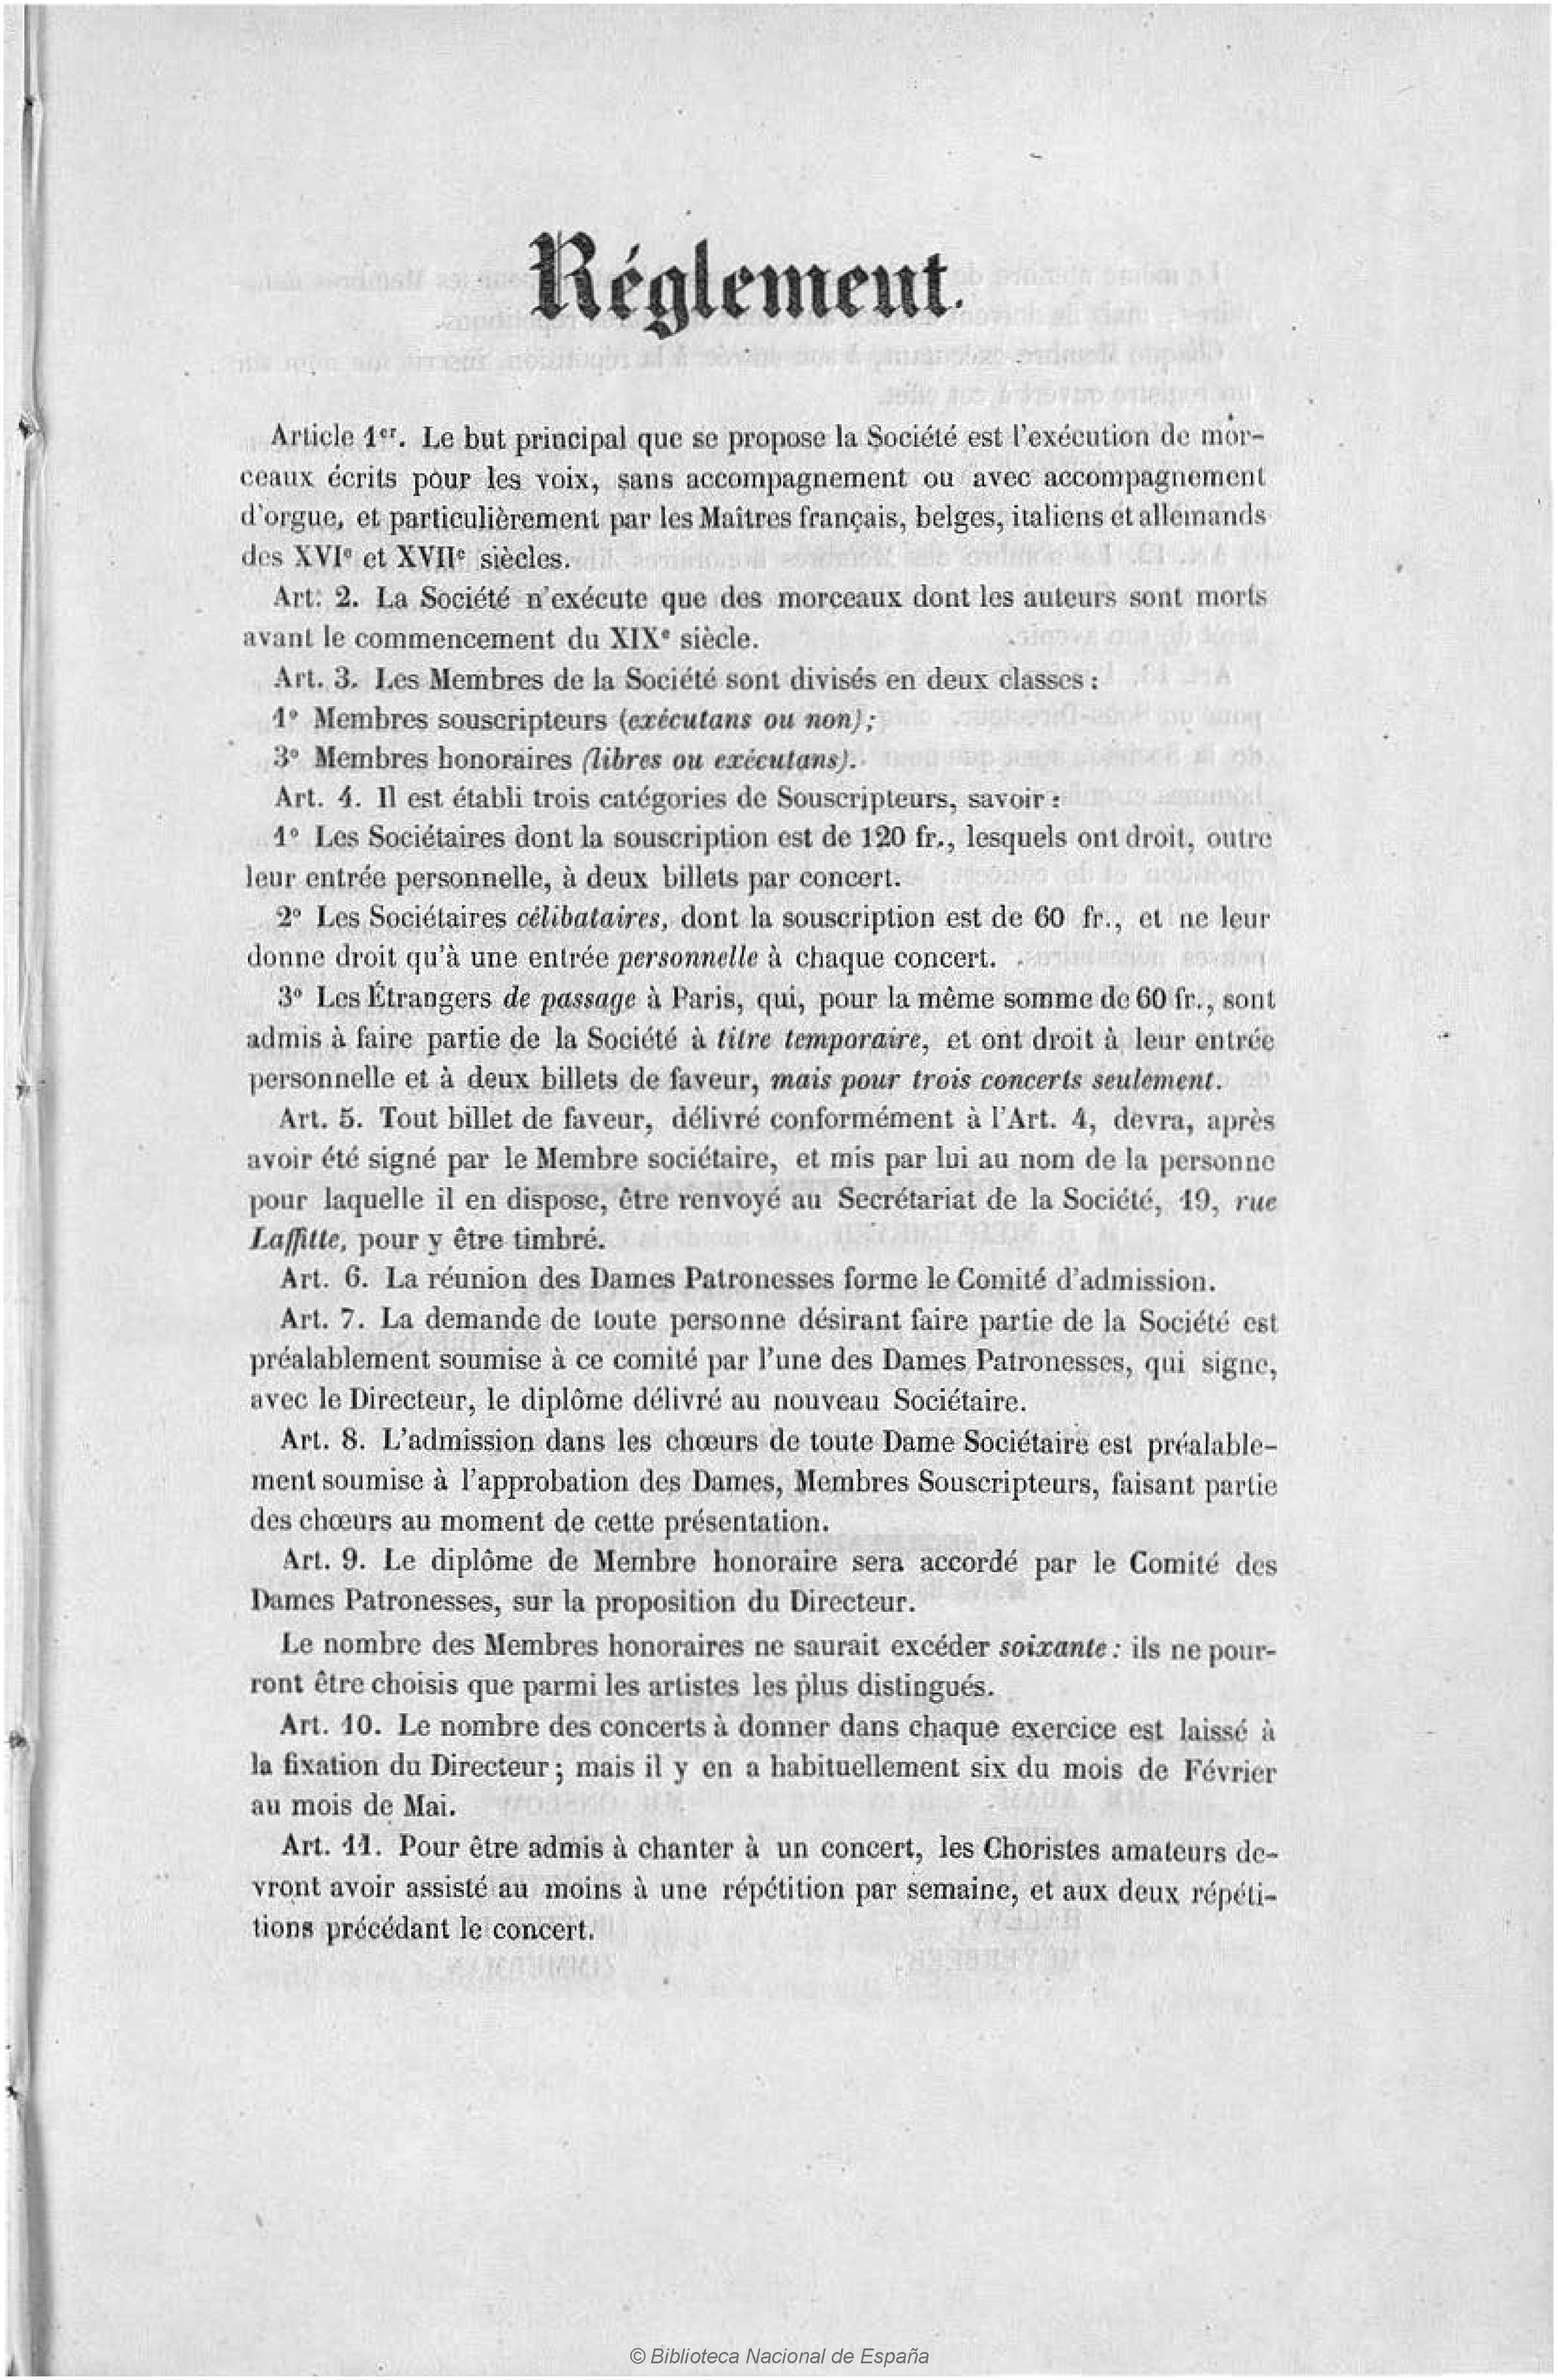 Réglement.
Article 1er. Le but principal que se propose la Société est l'exécution de mor-
ceaux écrits pour les voix, sans accompagnement ou avec accompagnement
d'orgue, et particulièrement par les Maîtres français, belges, italiens et allemands
des XVIe et XVIIe siècles.
Art. 2. La Société n'exécute que des morceaux dont les auteurs sont morts
avant le commencement du XIXe siècle.
Art. 3. Les Membres de la Société sont divisés en deux classes :
1° Membres souscripteurs (exécutans ou non);
3° Membres honoraires (libres ou exécutans).
Art. 4. Il est établi trois catégories de Souscripteurs, savoir :
1° Les Sociétaires dont la souscription est de 120 fr., lesquels ont droit, outre
leur entrée personnelle, à deux billets par concert.
2° Les Sociétaires célibataires, dont la souscription est de 60 fr., et ne leur
donne droit qu'à une entrée personnelle à chaque concert.
3° Les Étrangers de passage à Paris, qui, pour la même somme de 60 fr., sont
admis à faire partie de la Société à titre temporaire, et ont droit à leur entrée
personnelle et à deux billets de faveur, mais pour trois concerts seulement.
Art. 5. Tout billet de faveur, délivré conformément à l'Art. 4, devra, après
avoir été signé par le Membre sociétaire, et mis par lui au nom de la personne
pour laquelle il en dispose, être renvoyé au Secrétariat de la Société, 19, rue
Laffitte, pour y être timbré.
Art. 6. La réunion des Dames Patronesses forme le Comité d'admission.
Art. 7. La demande de toute personne désirant faire partie de la Société est
préalablement soumise à ce comité par l'une des Dames Patronesses, qui signe,
avec le Directeur, le diplôme délivré au nouveau Sociétaire.
Art. 8. L'admission dans les chœurs de toute Dame Sociétaire est préalable-
ment soumise à l'approbation des Dames, Membres Souscripteurs, faisant partie
des chœurs au moment de cette présentation.
Art. 9. Le diplôme de Membre honoraire sera accordé par le Comité des
Dames Patronesses, sur la proposition du Directeur.
Le nombre des Membres honoraires ne saurait excéder soixante : ils ne pour-
ront être choisis que parmi les artistes les plus distingués.
Art. 10. Le nombre des concerts à donner dans chaque exercice est laissé à
la fixation du Directeur ; mais il y en a habituellement six du mois de Février
au mois de Mai.
Art. 11. Pour être admis à chanter à un concert, les Choristes amateurs de-
vront avoir assisté au moins à une répétition par semaine, et aux deux répéti-
tions précédant le concert.
© Biblioteca Nacional de España